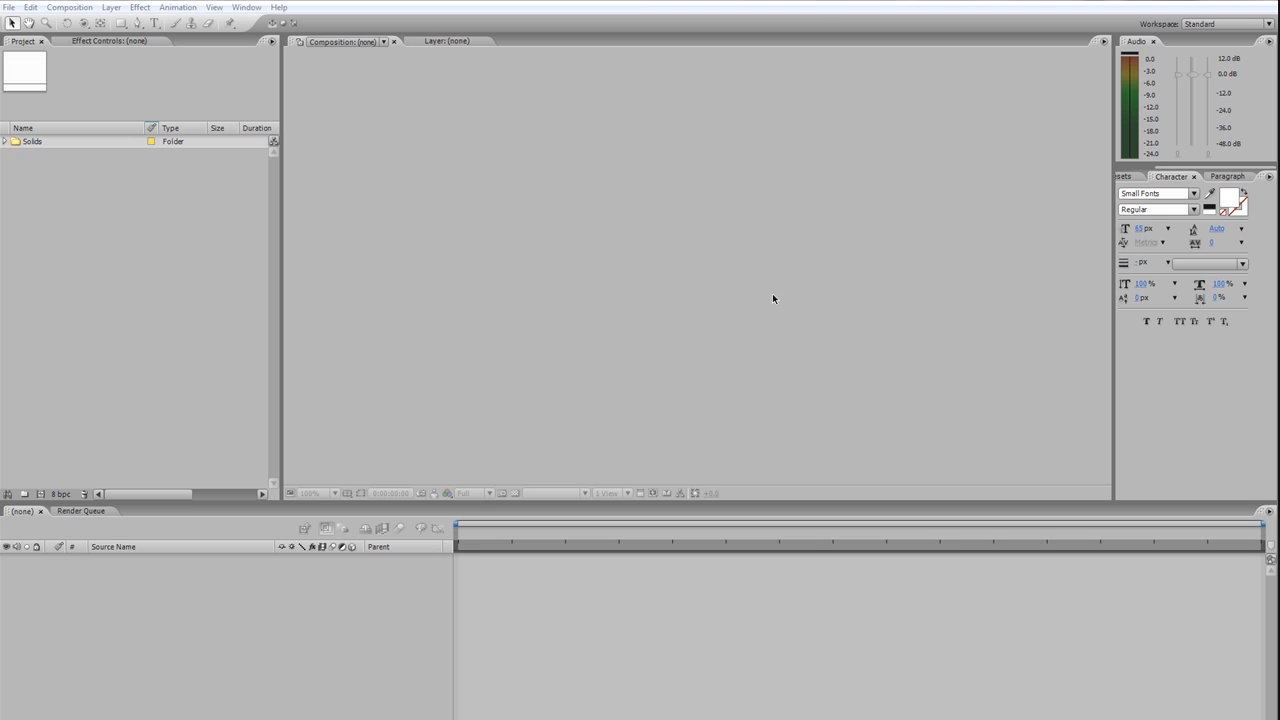 File Edit Composition Layer Effect Animation View Window Help
Workspace: Standard
Project Effect Controls: (none)
Composition: (none) Layer: (none)
Audio
0.0 12.0 dB
-3.0 0.0 dB
-6.0
-9.0 -12.0
-12.0 -24.0
-15.0
-18.0 -36.0
-21.0 -48.0 dB
-24.0
Name Type Size Duration
Solids Folder
sets Character Paragraph
Small Fonts
Regular
65 px Auto
Metrics 0
- px
100 % 100 %
0 px 0 %
T T TT Tr T' T,
8 bpc
100% 0:00:00:00 Full 1 View +0.0
(none) Render Queue
# Source Name Parent